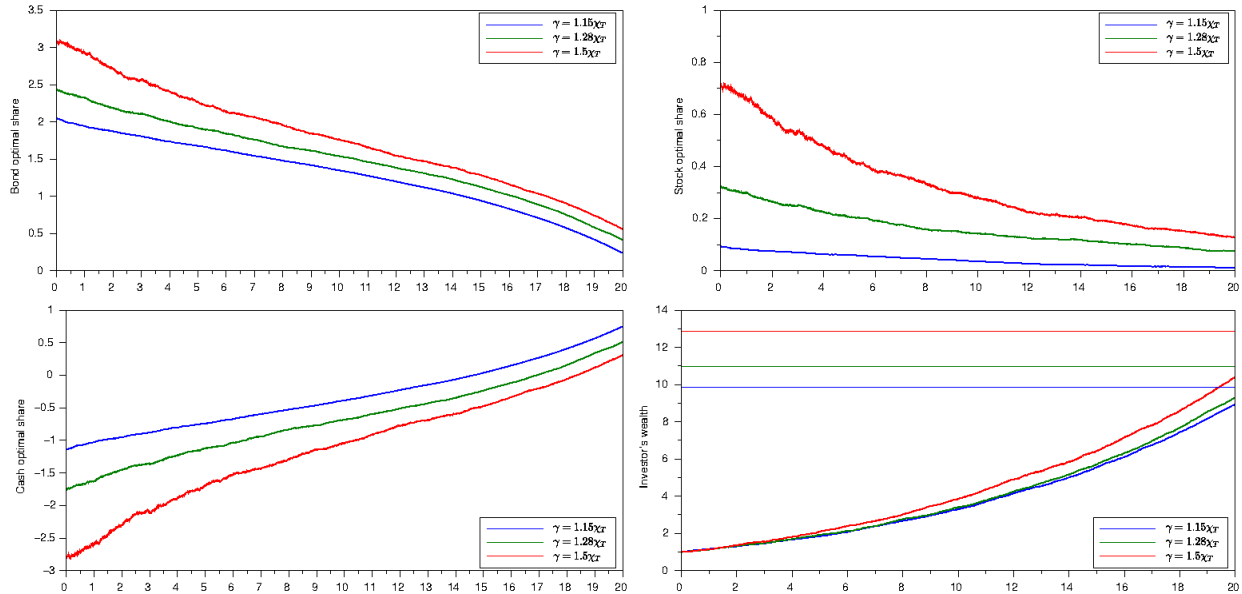 Bond optimal share
3.5
3
2.5
2
1.5
1
0.5
0
0 1 2 3 4 5 6 7 8 9 10 11 12 13 14 15 16 17 18 19 20
γ = 1.15χT
γ = 1.28χT
γ = 1.5χT
Stock optimal share
1
0.8
0.6
0.4
0.2
0
0 2 4 6 8 10 12 14 16 18 20
γ = 1.15χT
γ = 1.28χT
γ = 1.5χT
Cash optimal share
1
0.5
0
−0.5
−1
−1.5
−2
−2.5
−3
0 1 2 3 4 5 6 7 8 9 10 11 12 13 14 15 16 17 18 19 20
γ = 1.15χT
γ = 1.28χT
γ = 1.5χT
Investor's wealth
14
12
10
8
6
4
2
0
0 2 4 6 8 10 12 14 16 18 20
γ = 1.15χT
γ = 1.28χT
γ = 1.5χT